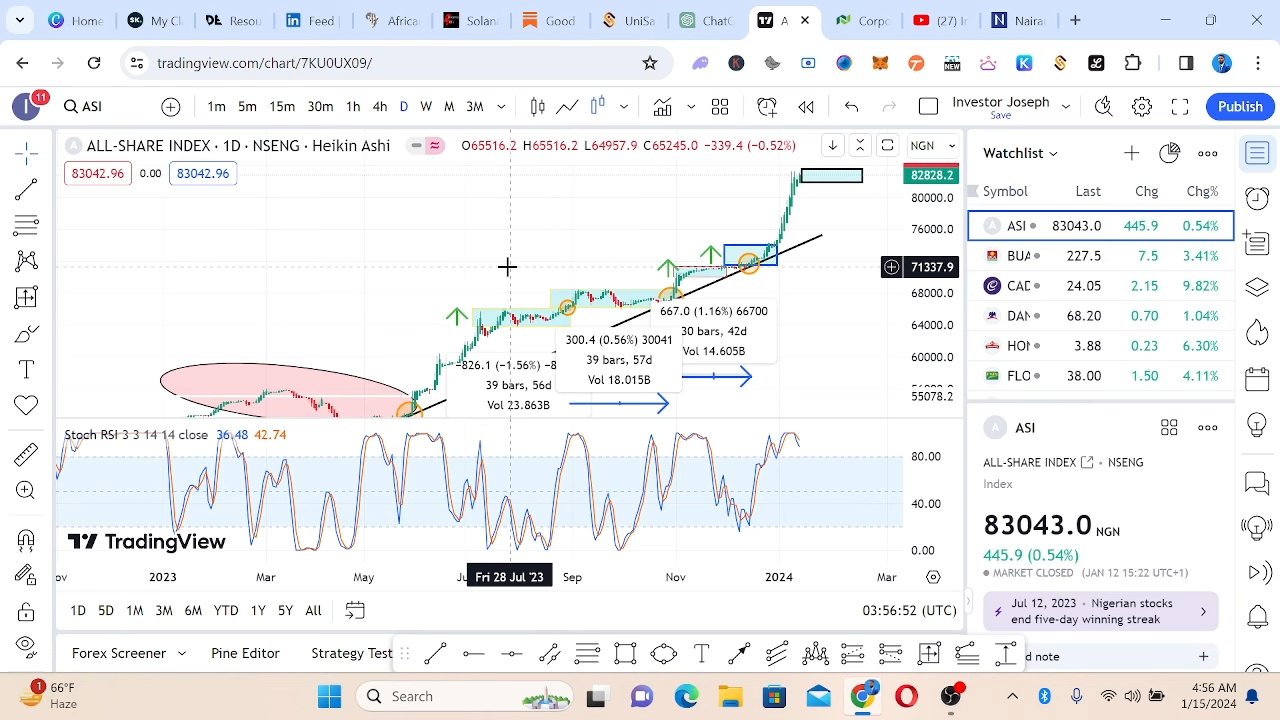 Home
My Cl
Reso
Feed
Africa
Solan
Good
UniSa
ChatG
A
Cop
(27)
Naira
tradingview.com/chart/7KU0UX09/
11
ASI
1m 5m 15m 30m 1h 4h D W M 3M
Investor Joseph
Save
Publish
ALL-SHARE INDEX · 1D · NSENG · Heikin Ashi
O65516.2 H65516.2 L64957.9 C65245.0 −339.4 (−0.52%)
NGN
83042.96 0.00 83042.96
82828.2
80000.0
76000.0
71337.9
68000.0
64000.0
60000.0
55078.2
667.0 (1.16%) 66700
30 bars, 42d
Vol 14.605B
300.4 (0.56%) 30041
39 bars, 57d
Vol 18.015B
−826.1 (−1.56%) −8
39 bars, 56d
Vol 23.863B
Stoch RSI 3 3 14 14 close 36.48 42.74
80.00
40.00
0.00
TradingView
2023 Mar May Fri 28 Jul '23 Sep Nov 2024 Mar
1D 5D 1M 3M 6M YTD 1Y 5Y All
03:56:52 (UTC)
Forex Screener Pine Editor Strategy Test
Watchlist
Symbol Last Chg Chg%
ASI 83043.0 445.9 0.54%
BUA 227.5 7.5 3.41%
CAD 24.05 2.15 9.82%
DAN 68.20 0.70 1.04%
HON 3.88 0.23 6.30%
FLO 38.00 1.50 4.11%
ASI
ALL-SHARE INDEX · NSENG
Index
83043.0 NGN
445.9 (0.54%)
MARKET CLOSED (JAN 12 15:22 UTC+1)
Jul 12, 2023 · Nigerian stocks
end five-day winning streak
note
1
66°F
Haze
Search
4:56 AM
1/15/2024